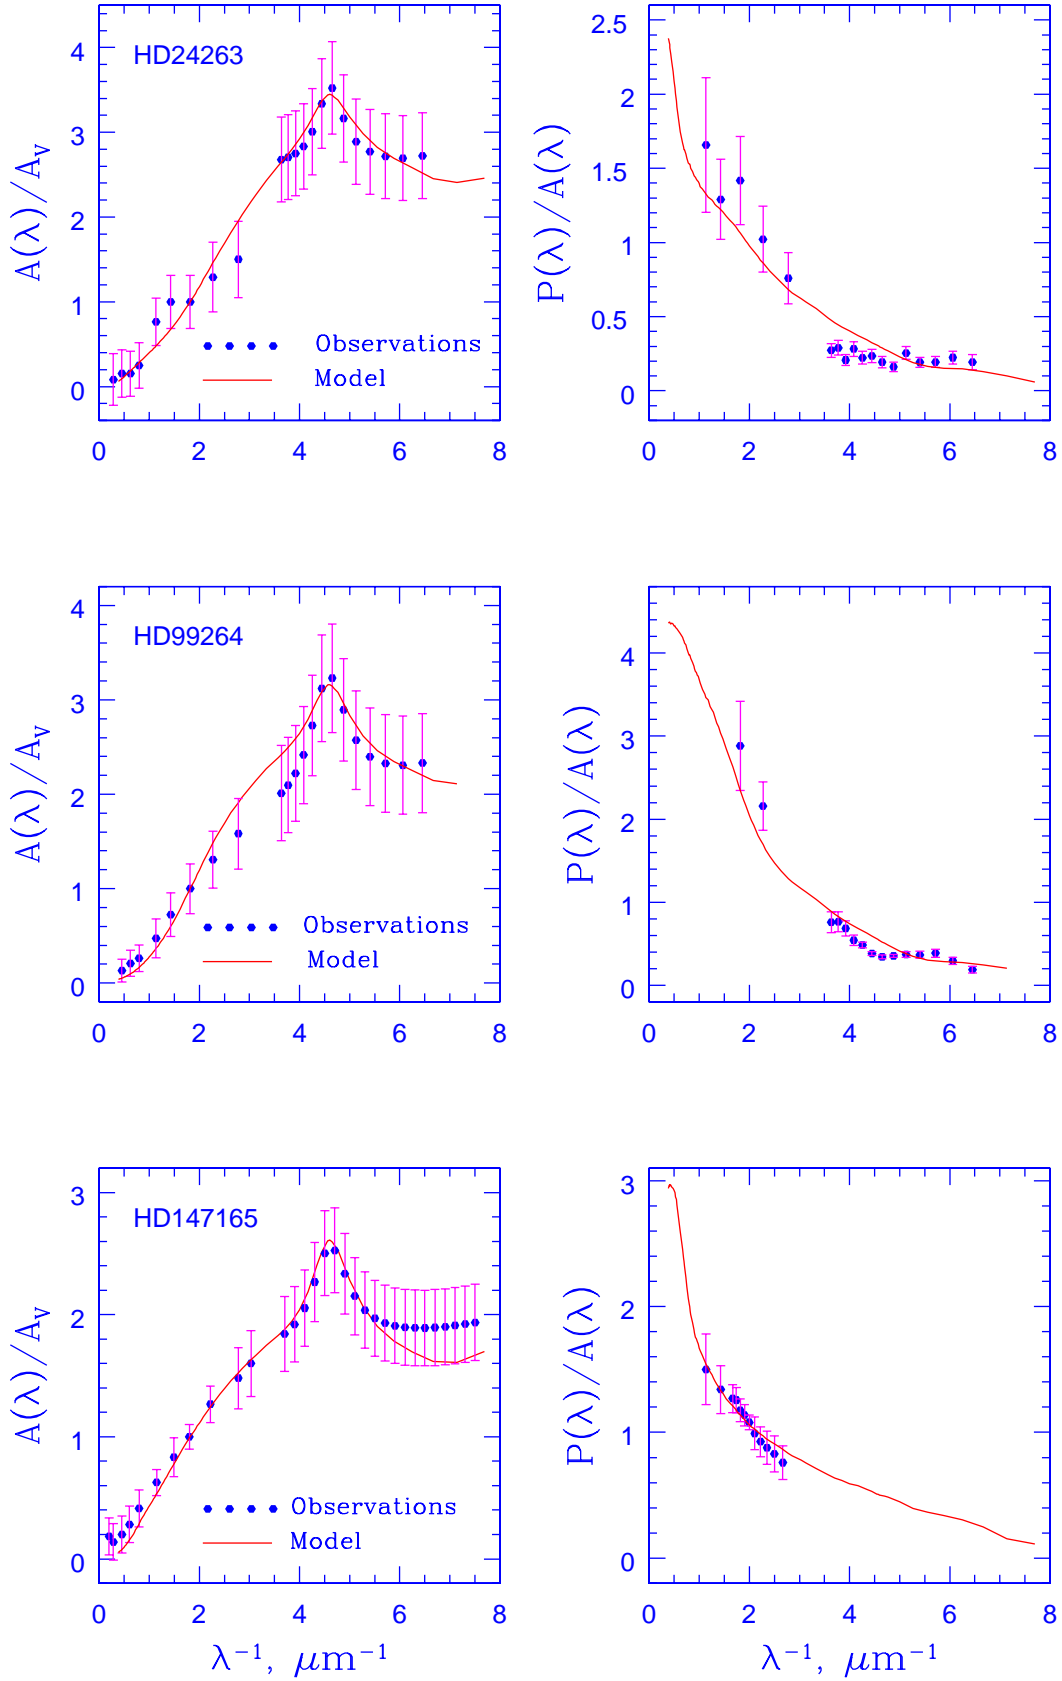 HD24263
A(λ)/A_V
4
3
2
1
0
Observations
Model
0 2 4 6 8
P(λ)/A(λ)
2.5
2
1.5
1
0.5
0
0 2 4 6 8
HD99264
A(λ)/A_V
4
3
2
1
0
Observations
Model
0 2 4 6 8
P(λ)/A(λ)
4
3
2
1
0
0 2 4 6 8
HD147165
A(λ)/A_V
3
2
1
0
Observations
Model
0 2 4 6 8
λ⁻¹, μm⁻¹
P(λ)/A(λ)
3
2
1
0
0 2 4 6 8
λ⁻¹, μm⁻¹